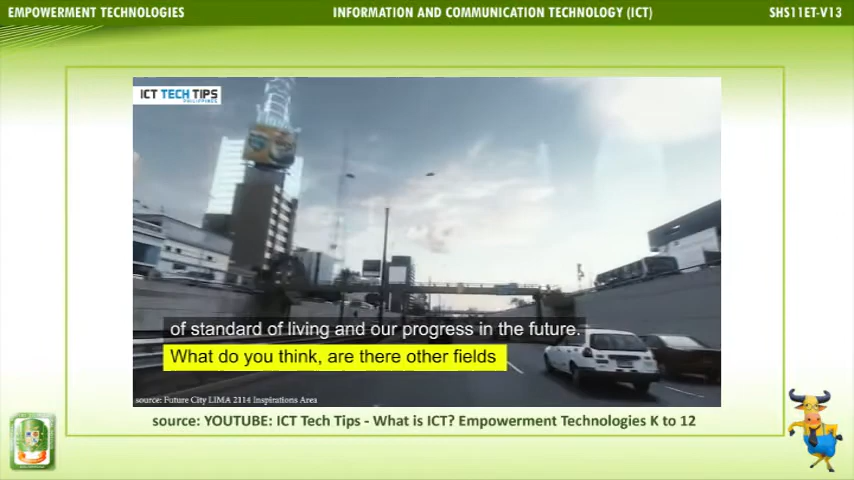 EMPOWERMENT TECHNOLOGIES
INFORMATION AND COMMUNICATION TECHNOLOGY (ICT)
SHS11ET-V13
ICT TECH TIPS
PHILIPPINES
of standard of living and our progress in the future.
What do you think, are there other fields
source: Future City LIMA 2114 Inspirations Area
source: YOUTUBE: ICT Tech Tips - What is ICT? Empowerment Technologies K to 12